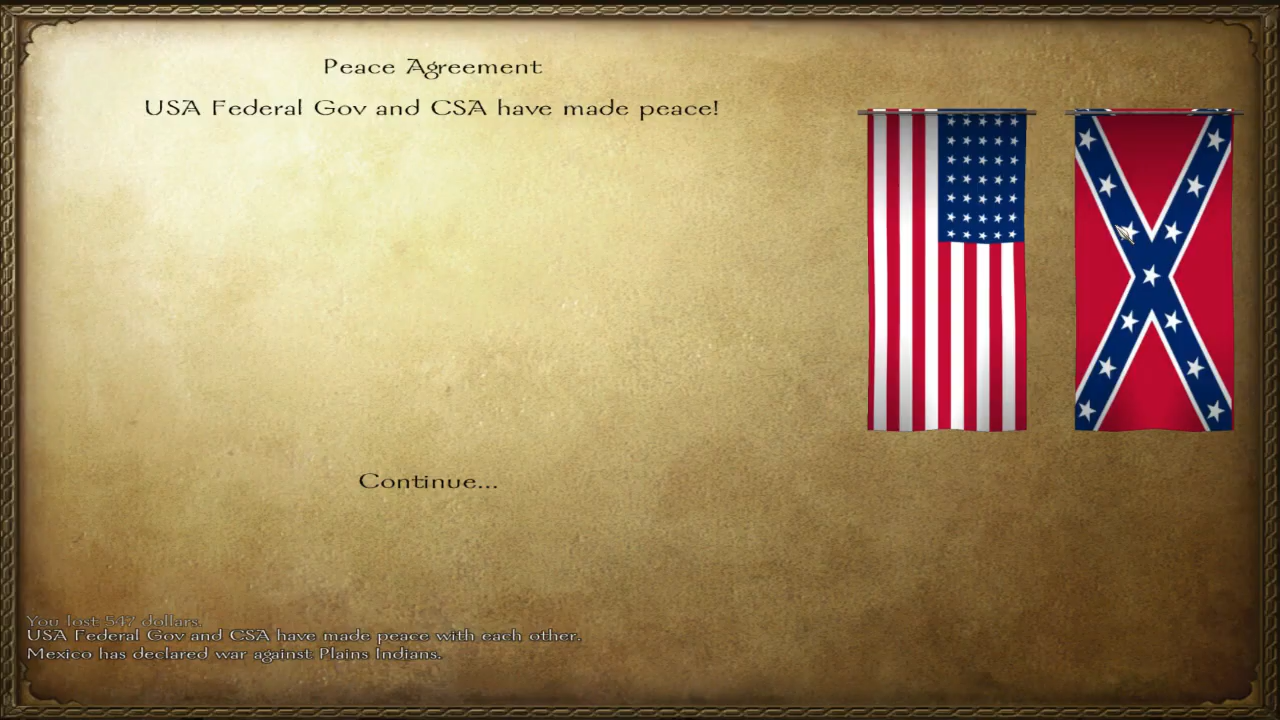 Peace Agreement
USA Federal Gov and CSA have made peace!
Continue...
You lost 547 dollars.
USA Federal Gov and CSA have made peace with each other.
Mexico has declared war against Plains Indians.